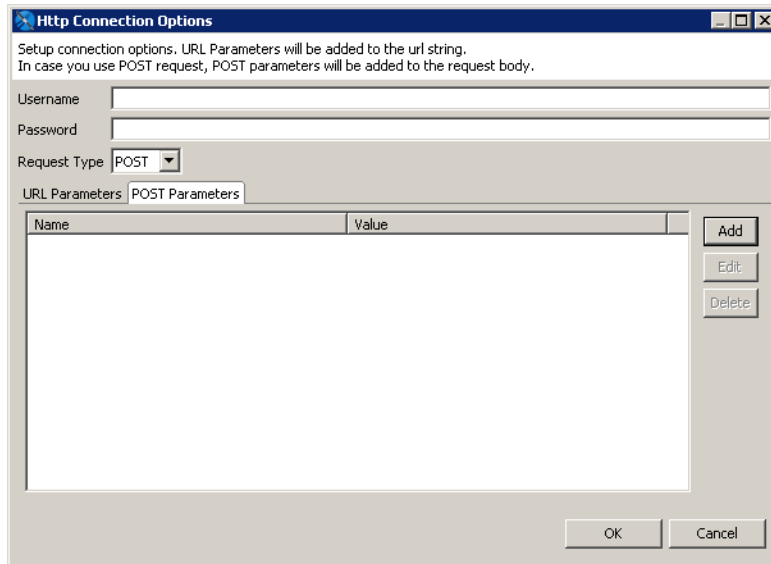 Http Connection Options
Setup connection options. URL Parameters will be added to the url string.
In case you use POST request, POST parameters will be added to the request body.
Username
Password
Request Type POST
URL Parameters POST Parameters
Name Value
Add
Edit
Delete
OK Cancel